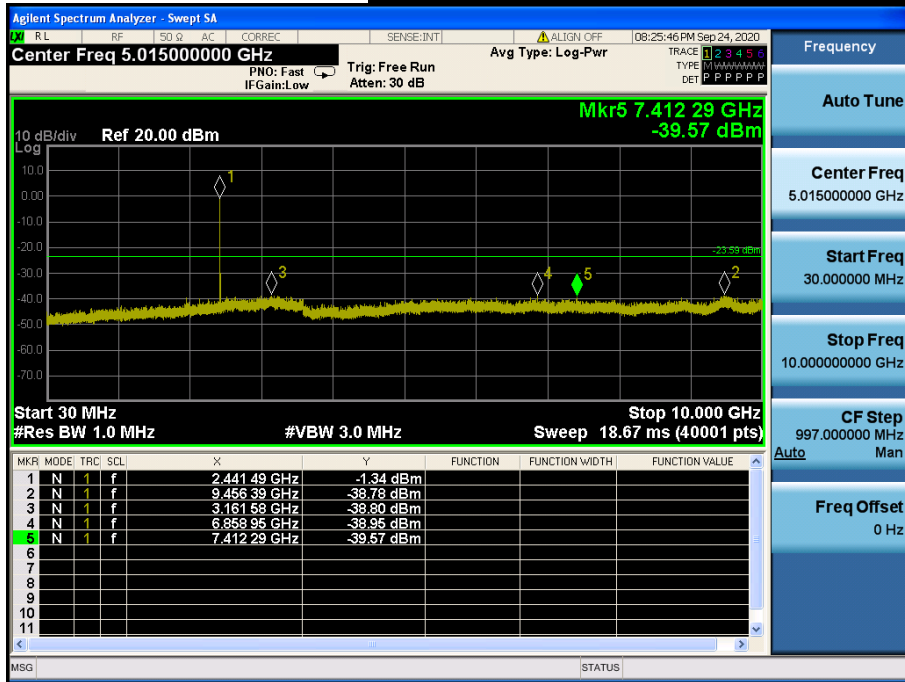 Agilent Spectrum Analyzer - Swept SA
LXI RL RF 50 Ω AC CORREC SENSE:INT ALIGN OFF 08:25:46 PM Sep 24, 2020
Center Freq 5.015000000 GHz
PNO: Fast
IFGain:Low
Trig: Free Run
Atten: 30 dB
Avg Type: Log-Pwr
TRACE 1 2 3 4 5 6
TYPE M WWWWW
DET P P P P P P
Mkr5 7.412 29 GHz
-39.57 dBm
10 dB/div Ref 20.00 dBm
Log
10.0
0.00
-10.0
-20.0
-30.0
-40.0
-50.0
-60.0
-70.0
1
3
4
5
2
-23.59 dBm
Start 30 MHz Stop 10.000 GHz
#Res BW 1.0 MHz #VBW 3.0 MHz Sweep 18.67 ms (40001 pts)
MKR MODE TRC SCL X Y FUNCTION FUNCTION WIDTH FUNCTION VALUE
1 N 1 f 2.441 49 GHz -1.34 dBm
2 N 1 f 9.456 39 GHz -38.78 dBm
3 N 1 f 3.161 58 GHz -38.80 dBm
4 N 1 f 6.858 95 GHz -38.95 dBm
5 N 1 f 7.412 29 GHz -39.57 dBm
6
7
8
9
10
11
MSG STATUS
Frequency
Auto Tune
Center Freq
5.015000000 GHz
Start Freq
30.000000 MHz
Stop Freq
10.000000000 GHz
CF Step
997.000000 MHz
Auto Man
Freq Offset
0 Hz